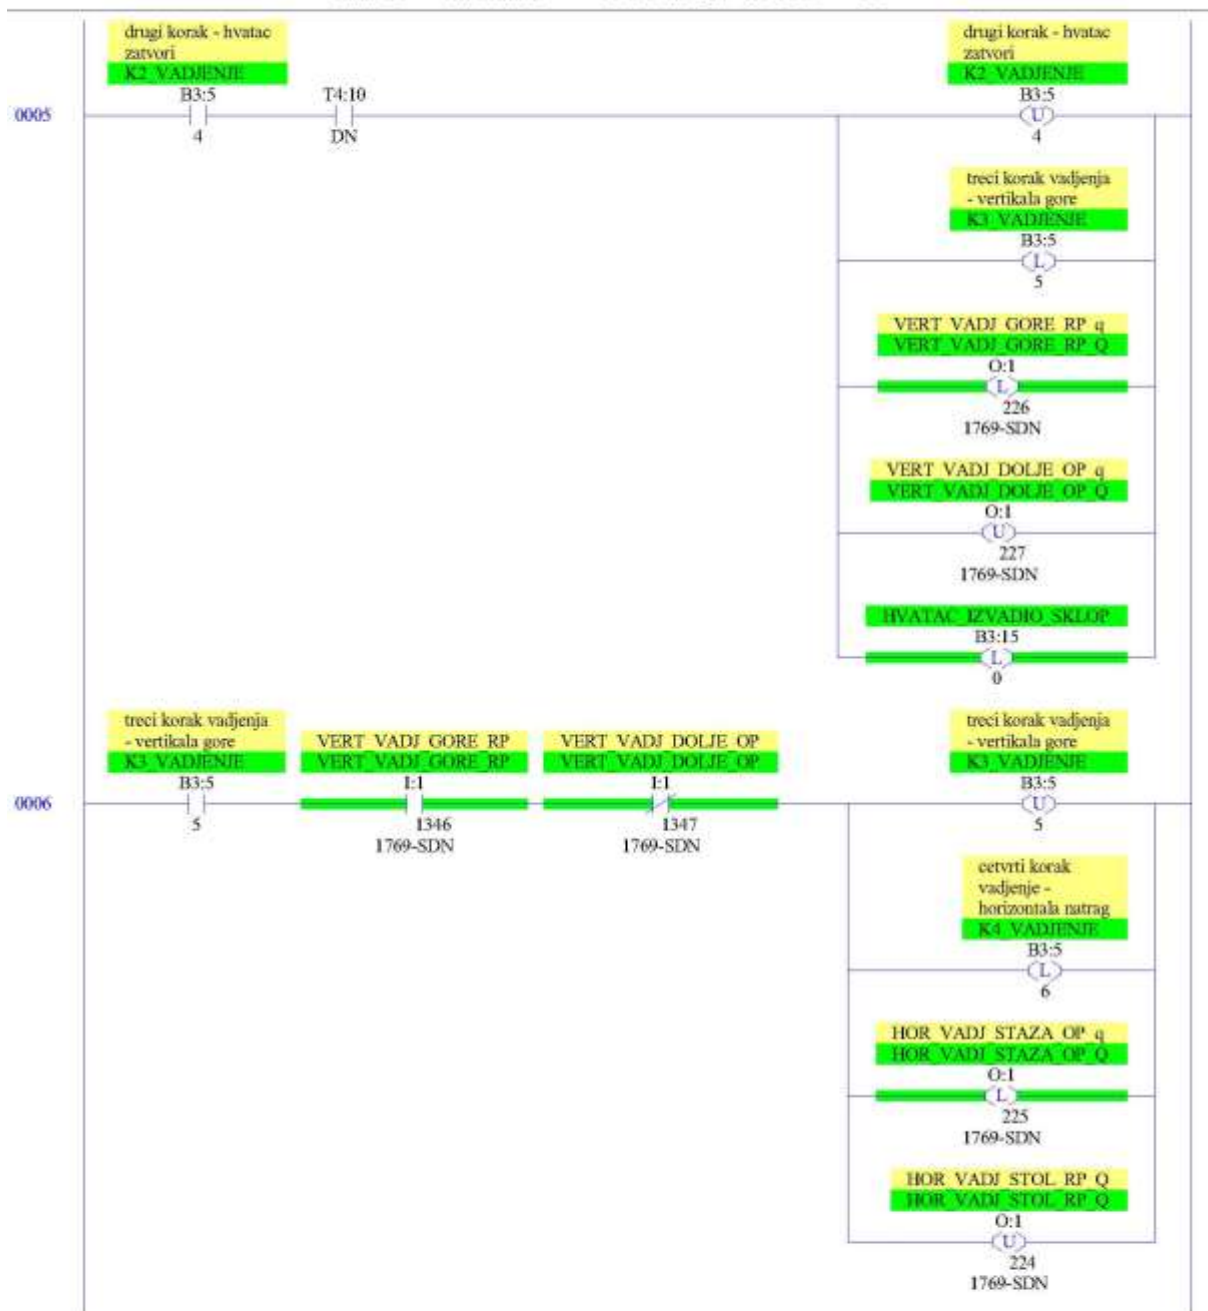 drugi korak - hvatac
zatvori
K2_VADJENJE
B3:5
4
T4:10
DN
0005
drugi korak - hvatac
zatvori
K2_VADJENJE
B3:5
U
4
treci korak vadjenja
- vertikala gore
K3_VADJENJE
B3:5
L
5
VERT_VADJ_GORE_RP_q
VERT_VADJ_GORE_RP_Q
O:1
L
226
1769-SDN
VERT_VADJ_DOLJE_OP_q
VERT_VADJ_DOLJE_OP_Q
O:1
U
227
1769-SDN
HVATAC_IZVADIO_SKLOP
B3:15
L
0
0006
treci korak vadjenja
- vertikala gore
K3_VADJENJE
B3:5
5
VERT_VADJ_GORE_RP
VERT_VADJ_GORE_RP
I:1
1346
1769-SDN
VERT_VADJ_DOLJE_OP
VERT_VADJ_DOLJE_OP
I:1
1347
1769-SDN
treci korak vadjenja
- vertikala gore
K3_VADJENJE
B3:5
U
5
cetvrti korak
vadjenje -
horizontala natrag
K4_VADJENJE
B3:5
L
6
HOR_VADJ_STAZA_OP_q
HOR_VADJ_STAZA_OP_Q
O:1
L
225
1769-SDN
HOR_VADJ_STOL_RP_Q
HOR_VADJ_STOL_RP_Q
O:1
U
224
1769-SDN